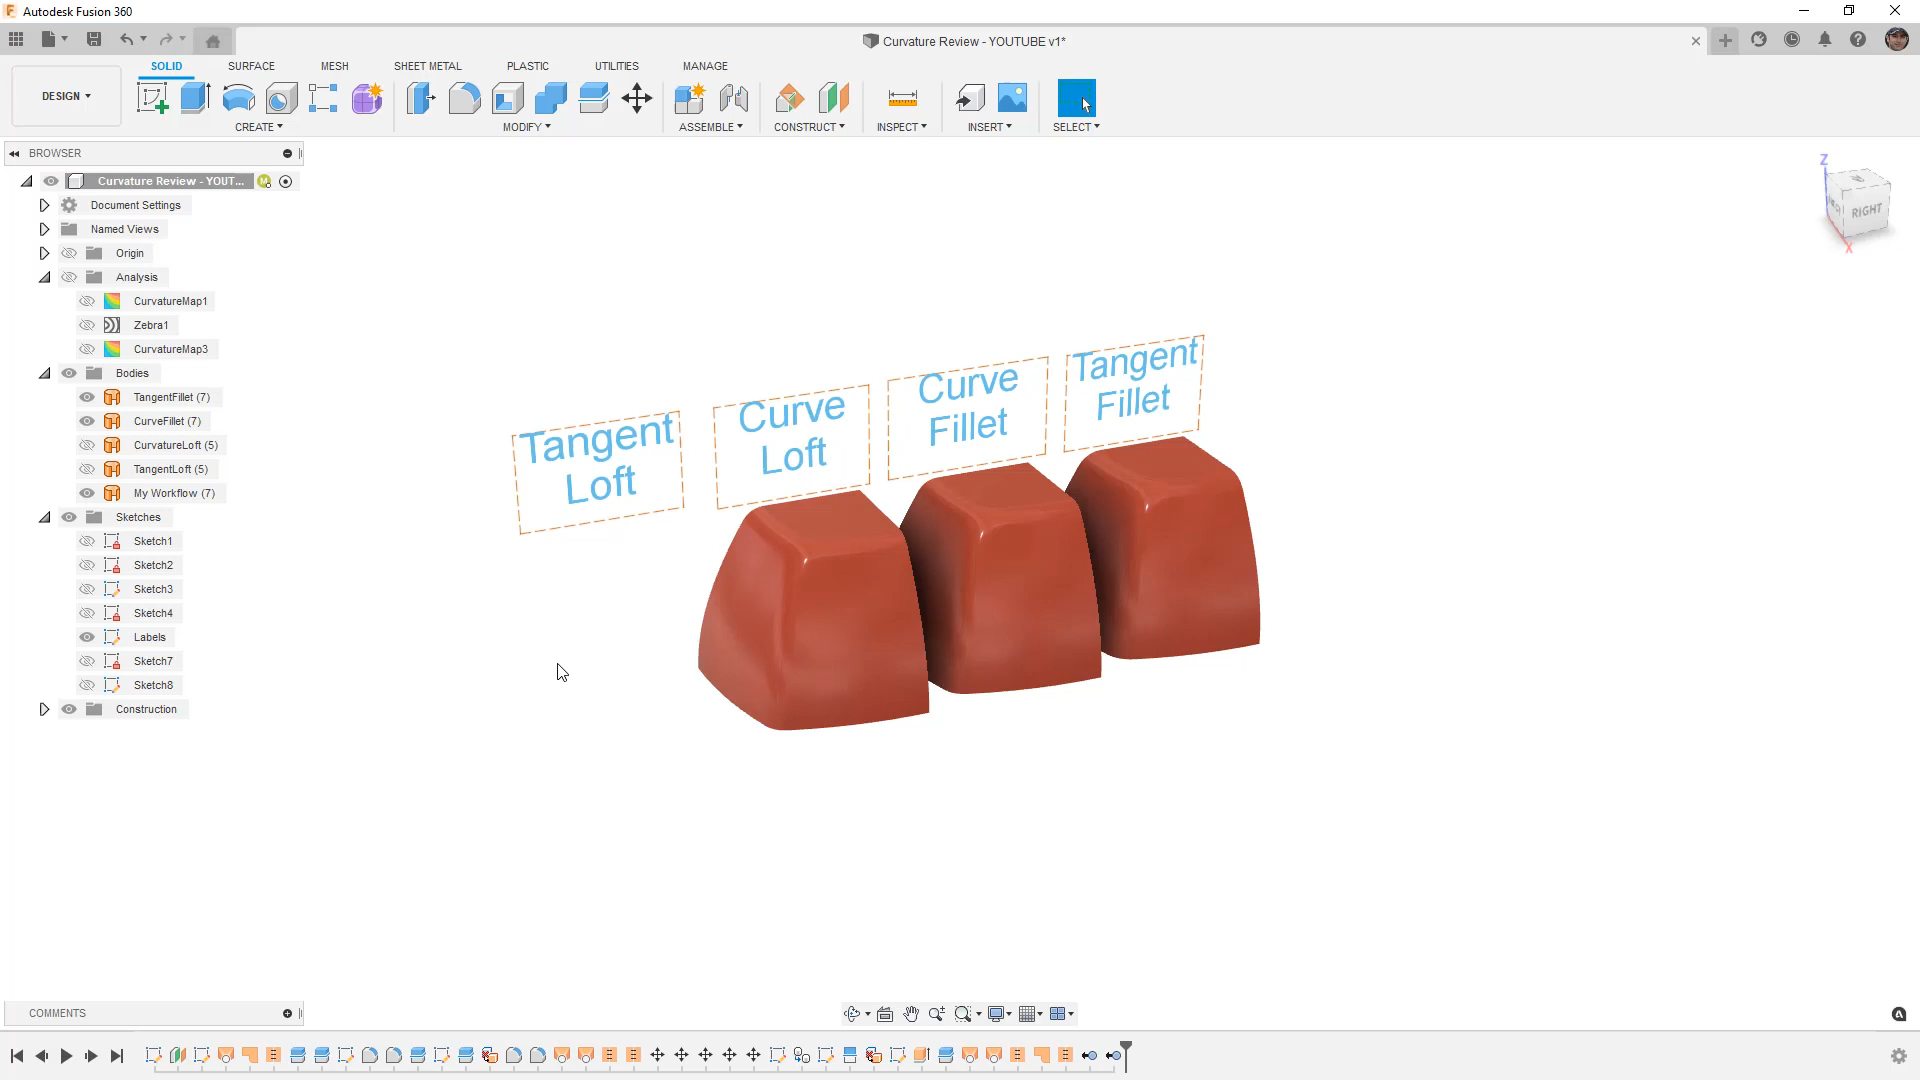 Autodesk Fusion 360
Curvature Review - YOUTUBE v1*
DESIGN
SOLID
SURFACE
MESH
SHEET METAL
PLASTIC
UTILITIES
MANAGE
CREATE
MODIFY
ASSEMBLE
CONSTRUCT
INSPECT
INSERT
SELECT
BROWSER
Curvature Review - YOUT...
Document Settings
Named Views
Origin
Analysis
CurvatureMap1
Zebra1
CurvatureMap3
Bodies
TangentFillet (7)
CurveFillet (7)
CurvatureLoft (5)
TangentLoft (5)
My Workflow (7)
Sketches
Sketch1
Sketch2
Sketch3
Sketch4
Labels
Sketch7
Sketch8
Construction
Tangent
Loft
Curve
Loft
Curve
Fillet
Tangent
Fillet
Z
RIGHT
X
COMMENTS